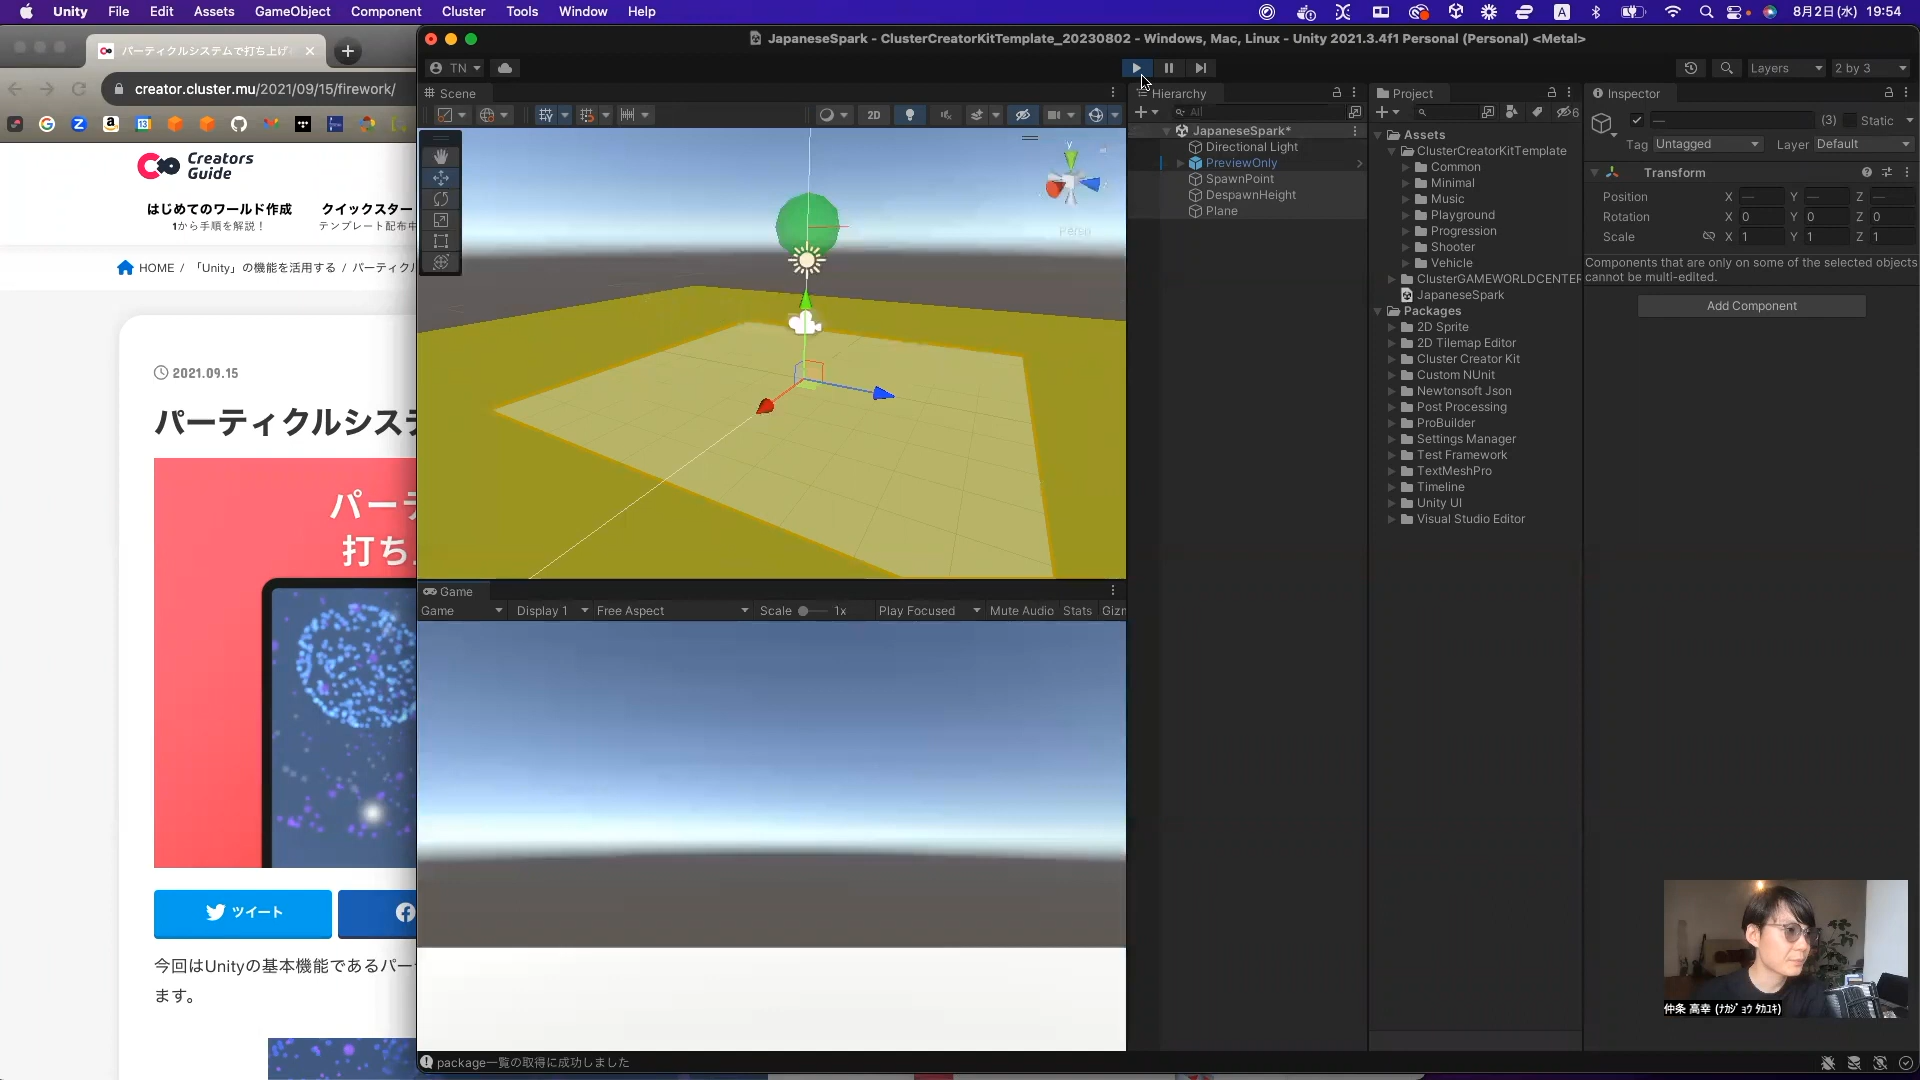 Unity File Edit Assets GameObject Component Cluster Tools Window Help
A 8月2日(水) 19:54
パーティクルシステムで打ち上げ
creator.cluster.mu/2021/09/15/firework/
Creators
Guide
はじめてのワールド作成 クイックスター
1から手順を解説！ テンプレート配布中
HOME / 「Unity」の機能を活用する / パーティクル
2021.09.15
パーティクルシステ
パーテ
打ち
ツイート
今回はUnityの基本機能であるパー
ます。
JapaneseSpark - ClusterCreatorKitTemplate_20230802 - Windows, Mac, Linux - Unity 2021.3.4f1 Personal (Personal) <Metal>
TN
Layers 2 by 3
Scene
2D
y
Persp
Game
Game Display 1 Free Aspect Scale 1x Play Focused Mute Audio Stats Gizm
package一覧の取得に成功しました
Hierarchy
All
JapaneseSpark*
Directional Light
PreviewOnly
SpawnPoint
DespawnHeight
Plane
Project
6
Assets
ClusterCreatorKitTemplate
Common
Minimal
Music
Playground
Progression
Shooter
Vehicle
ClusterGAMEWORLDCENTER
JapaneseSpark
Packages
2D Sprite
2D Tilemap Editor
Cluster Creator Kit
Custom NUnit
Newtonsoft Json
Post Processing
ProBuilder
Settings Manager
Test Framework
TextMeshPro
Timeline
Unity UI
Visual Studio Editor
Inspector
— (3) Static
Tag Untagged Layer Default
Transform
Position X — Y — Z —
Rotation X 0 Y 0 Z 0
Scale X 1 Y 1 Z 1
Components that are only on some of the selected objects
cannot be multi-edited.
Add Component
仲条 高幸 (ﾅｶｼﾞｮｳ ﾀｶﾕｷ)